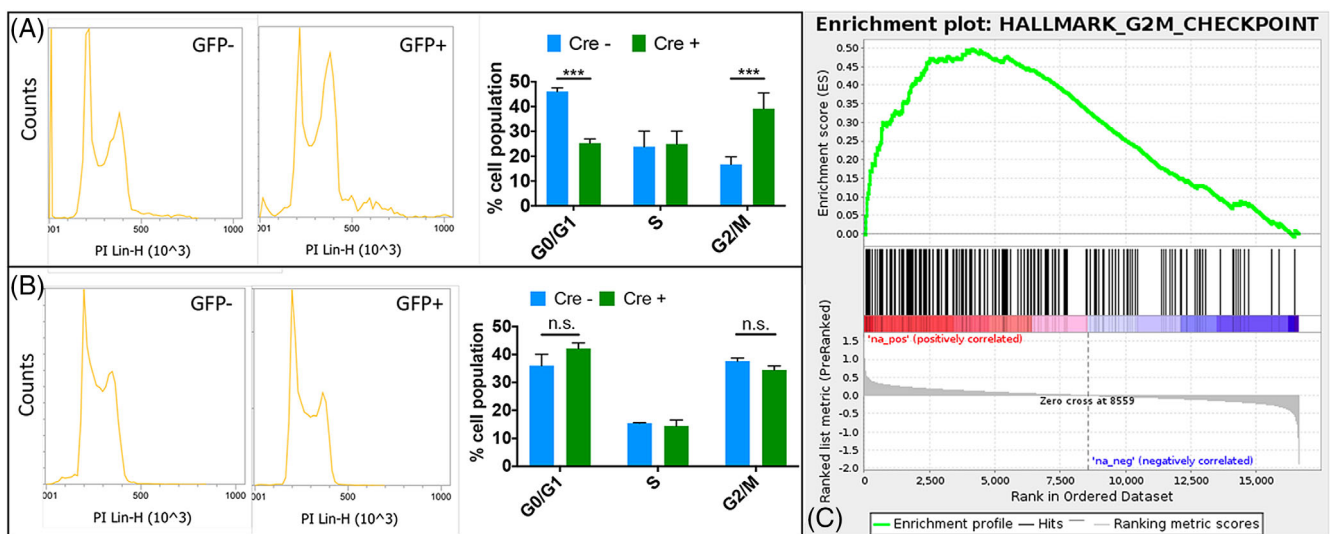 (A)
GFP-
Counts
001 500 1000
PI Lin-H (10^3)
GFP+
001 500 1000
PI Lin-H (10^3)
Cre - Cre +
% cell population
50
40
30
20
10
0
*** ***
G0/G1 S G2/M
(B)
GFP-
Counts
001 500 1000
PI Lin-H (10^3)
GFP+
001 500 1000
PI Lin-H (10^3)
Cre - Cre +
% cell population
50
40
30
20
10
0
n.s. n.s.
G0/G1 S G2/M
Enrichment plot: HALLMARK_G2M_CHECKPOINT
Enrichment score (ES)
0.50
0.45
0.40
0.35
0.30
0.25
0.20
0.15
0.10
0.05
0.00
'na_pos' (positively correlated)
Ranked list metric (PreRanked)
1.5
1.0
0.5
0.0
-0.5
-1.0
-1.5
-2.0
Zero cross at 8559
'na_neg' (negatively correlated)
0 2,500 5,000 7,500 10,000 12,500 15,000
Rank in Ordered Dataset
(C)
Enrichment profile Hits Ranking metric scores